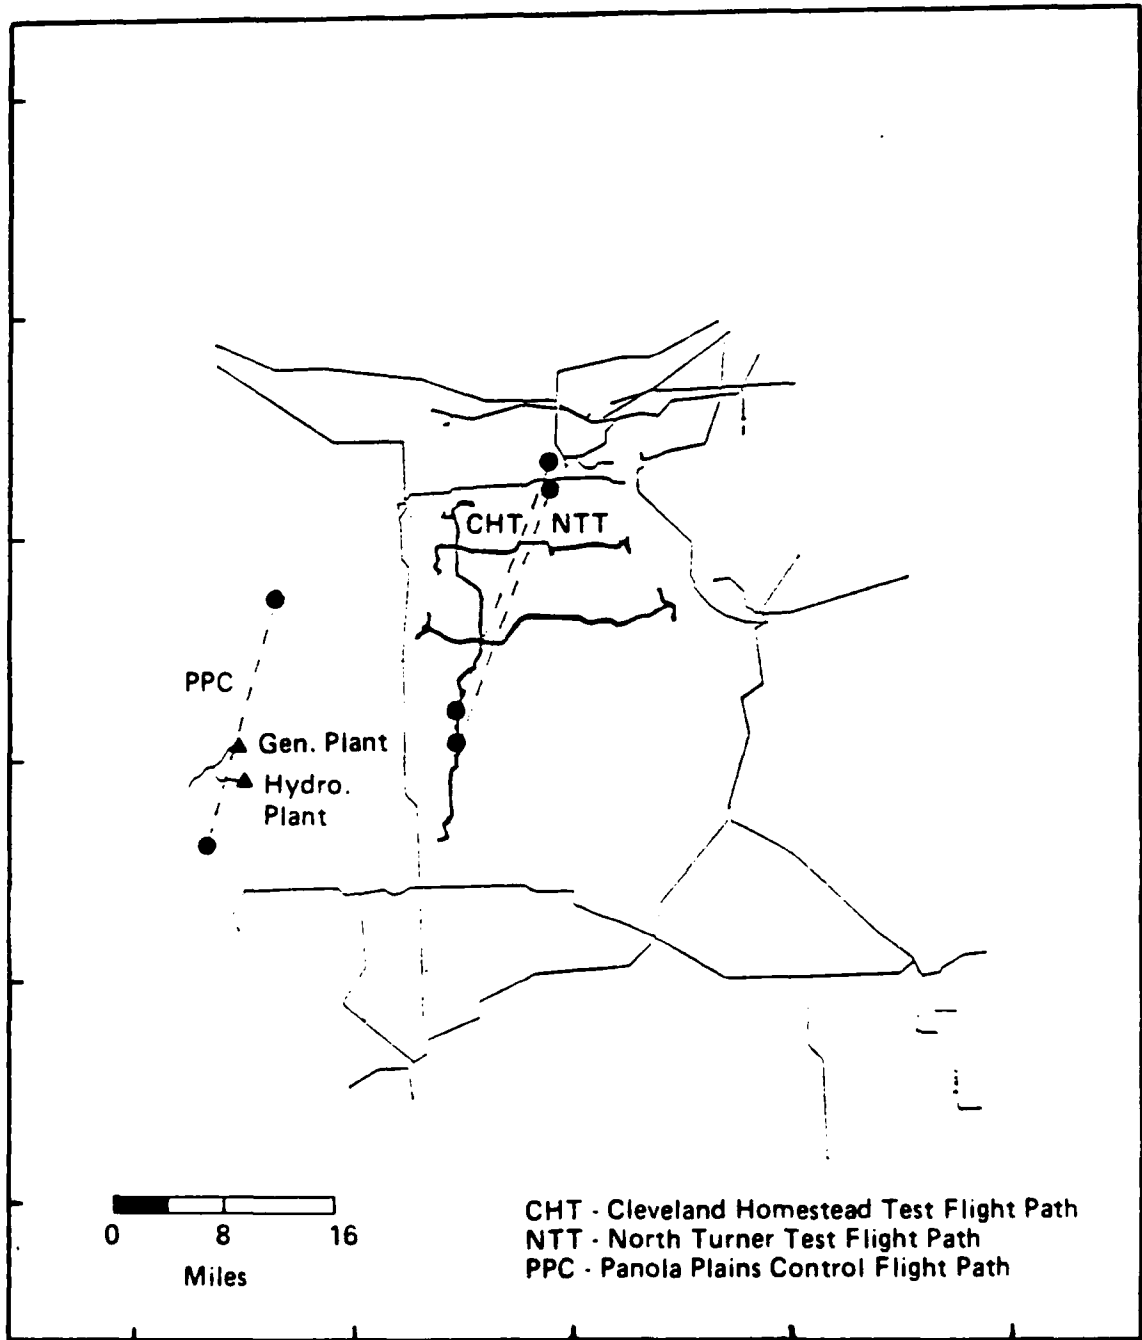 CHT NTT
PPC
Gen. Plant
Hydro.
Plant
0 8 16
Miles
CHT - Cleveland Homestead Test Flight Path
NTT - North Turner Test Flight Path
PPC - Panola Plains Control Flight Path